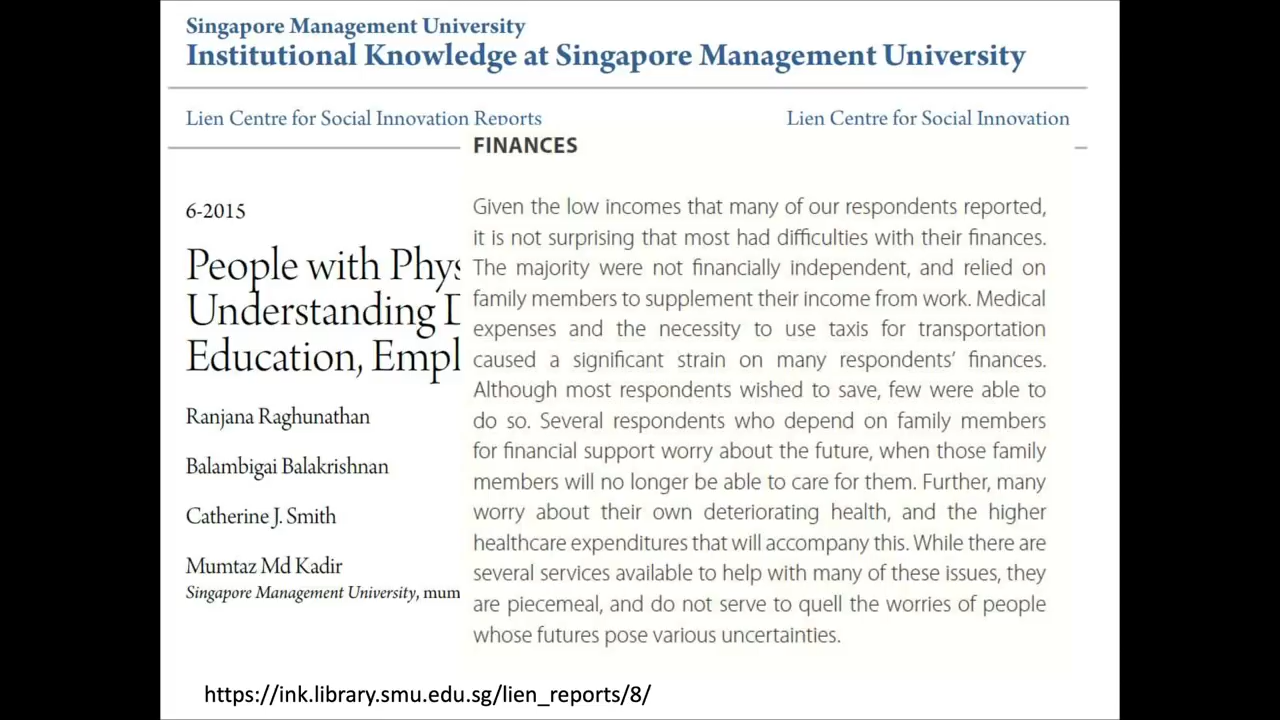 Singapore Management University
Institutional Knowledge at Singapore Management University
Lien Centre for Social Innovation Reports
Lien Centre for Social Innovation
6-2015
People with Phys
Understanding D
Education, Empl
Ranjana Raghunathan
Balambigai Balakrishnan
Catherine J. Smith
Mumtaz Md Kadir
Singapore Management University, mum
FINANCES
Given the low incomes that many of our respondents reported,
it is not surprising that most had difficulties with their finances.
The majority were not financially independent, and relied on
family members to supplement their income from work. Medical
expenses and the necessity to use taxis for transportation
caused a significant strain on many respondents’ finances.
Although most respondents wished to save, few were able to
do so. Several respondents who depend on family members
for financial support worry about the future, when those family
members will no longer be able to care for them. Further, many
worry about their own deteriorating health, and the higher
healthcare expenditures that will accompany this. While there are
several services available to help with many of these issues, they
are piecemeal, and do not serve to quell the worries of people
whose futures pose various uncertainties.
https://ink.library.smu.edu.sg/lien_reports/8/